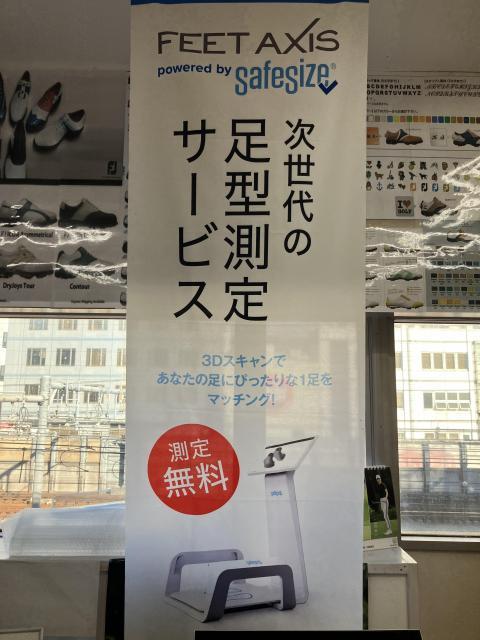 FEET AXIS
powered by safesize®
次世代の
足型測定
サービス
3Dスキャンで
あなたの足にぴったりな1足を
マッチング!
測定
無料
DryJoys Tour
Contour
I ♥ GOLF
FJ